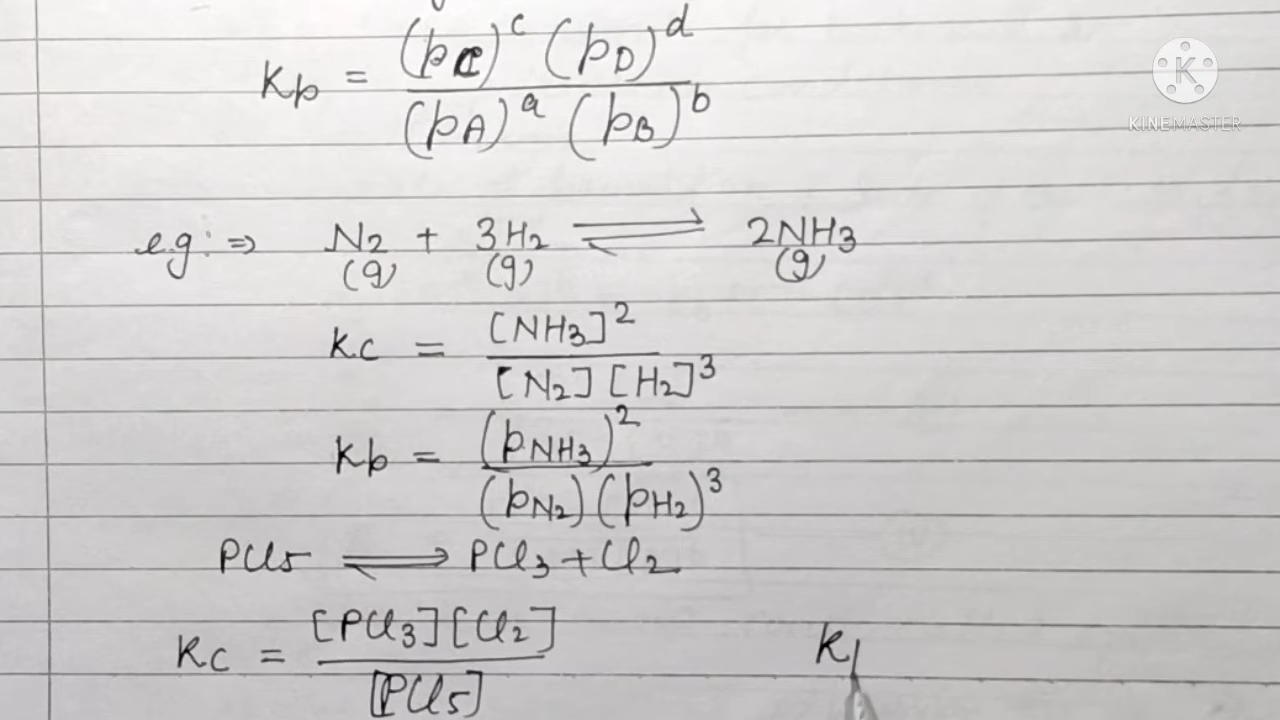 Kp = (pC)^c (pD)^d / (pA)^a (pB)^b
KINEMASTER
e.g: ⇒ N2 (g) + 3H2 (g) ⇌ 2NH3 (g)
Kc = [NH3]^2 / [N2] [H2]^3
Kp = (pNH3)^2 / (pN2) (pH2)^3
PCl5 ⇌ PCl3 + Cl2
Kc = [PCl3] [Cl2] / [PCl5]
K